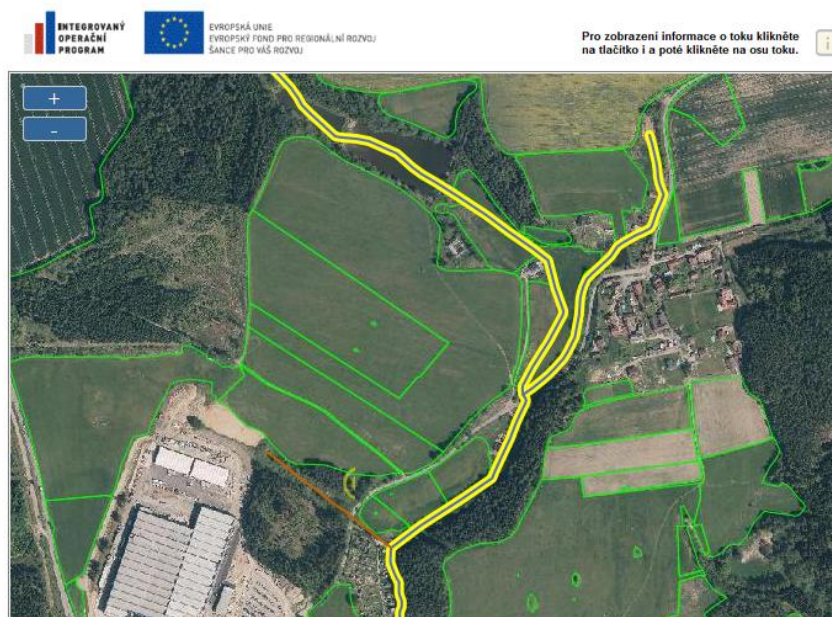 INTEGROVANÝ
OPERAČNÍ
PROGRAM
EVROPSKÁ UNIE
EVROPSKÝ FOND PRO REGIONÁLNÍ ROZVOJ
ŠANCE PRO VÁŠ ROZVOJ
Pro zobrazení informace o toku klikněte
na tlačítko i a poté klikněte na osu toku.
i
+
-